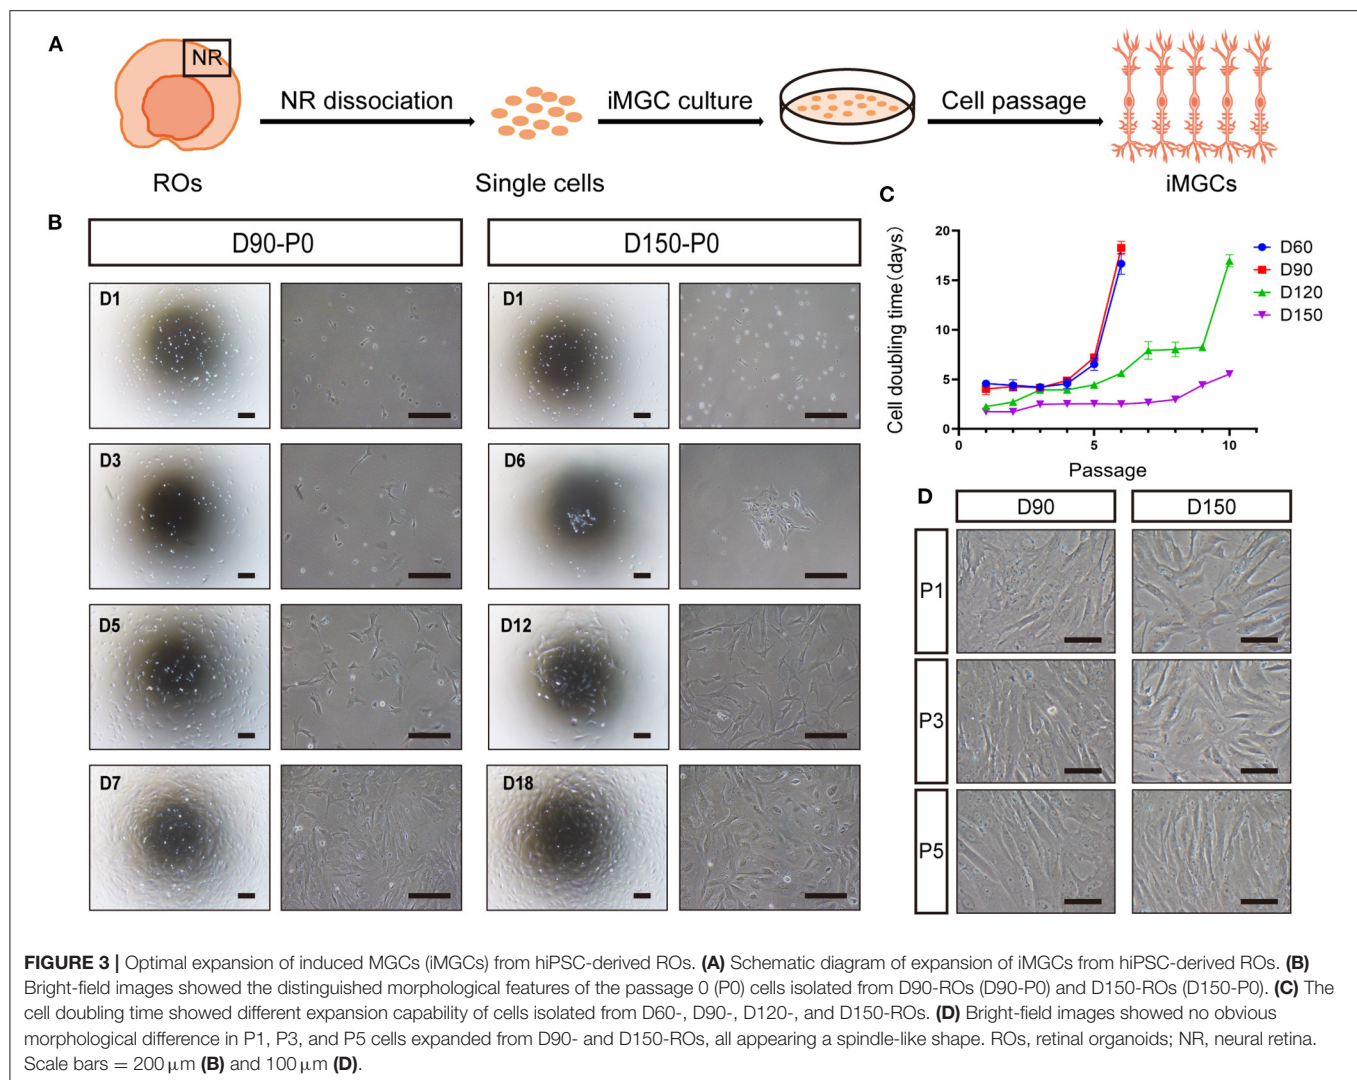 A
NR
NR dissociation
iMGC culture
Cell passage
ROs
Single cells
iMGCs
B
D90-P0
D150-P0
D1
D1
D3
D6
D5
D12
D7
D18
C
Cell doubling time(days)
20
15
10
5
0
0
5
10
Passage
D60
D90
D120
D150
D
D90
D150
P1
P3
P5
FIGURE 3 | Optimal expansion of induced MGCs (iMGCs) from hiPSC-derived ROs. (A) Schematic diagram of expansion of iMGCs from hiPSC-derived ROs. (B)
Bright-field images showed the distinguished morphological features of the passage 0 (P0) cells isolated from D90-ROs (D90-P0) and D150-ROs (D150-P0). (C) The
cell doubling time showed different expansion capability of cells isolated from D60-, D90-, D120-, and D150-ROs. (D) Bright-field images showed no obvious
morphological difference in P1, P3, and P5 cells expanded from D90- and D150-ROs, all appearing a spindle-like shape. ROs, retinal organoids; NR, neural retina.
Scale bars = 200 μm (B) and 100 μm (D).